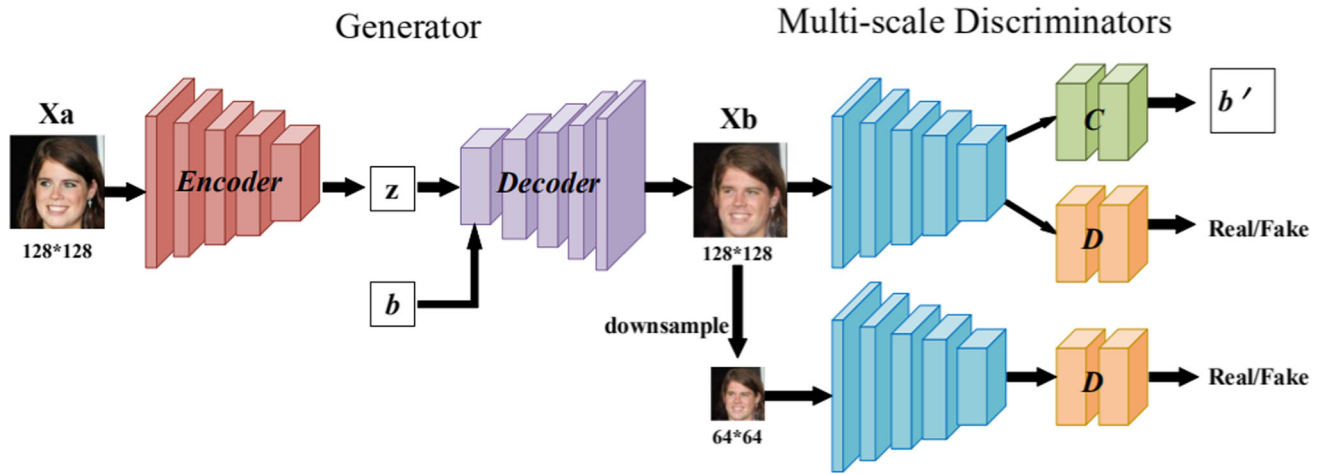 Generator
Multi-scale Discriminators
Xa
128*128
Encoder
z
b
Decoder
Xb
128*128
downsample
64*64
C
b′
D
Real/Fake
D
Real/Fake